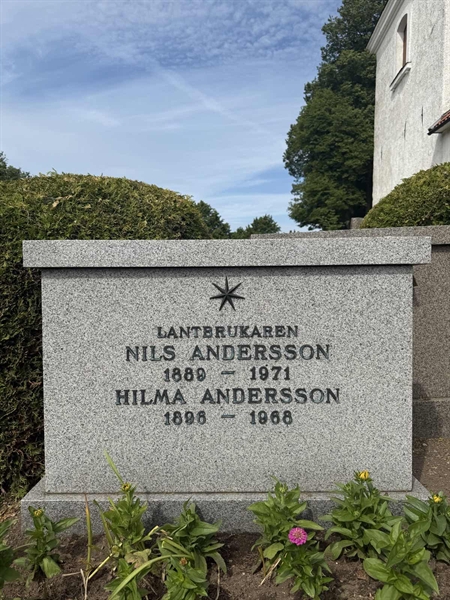 LANTBRUKAREN
NILS ANDERSSON
1889 – 1971
HILMA ANDERSSON
1896 – 1968